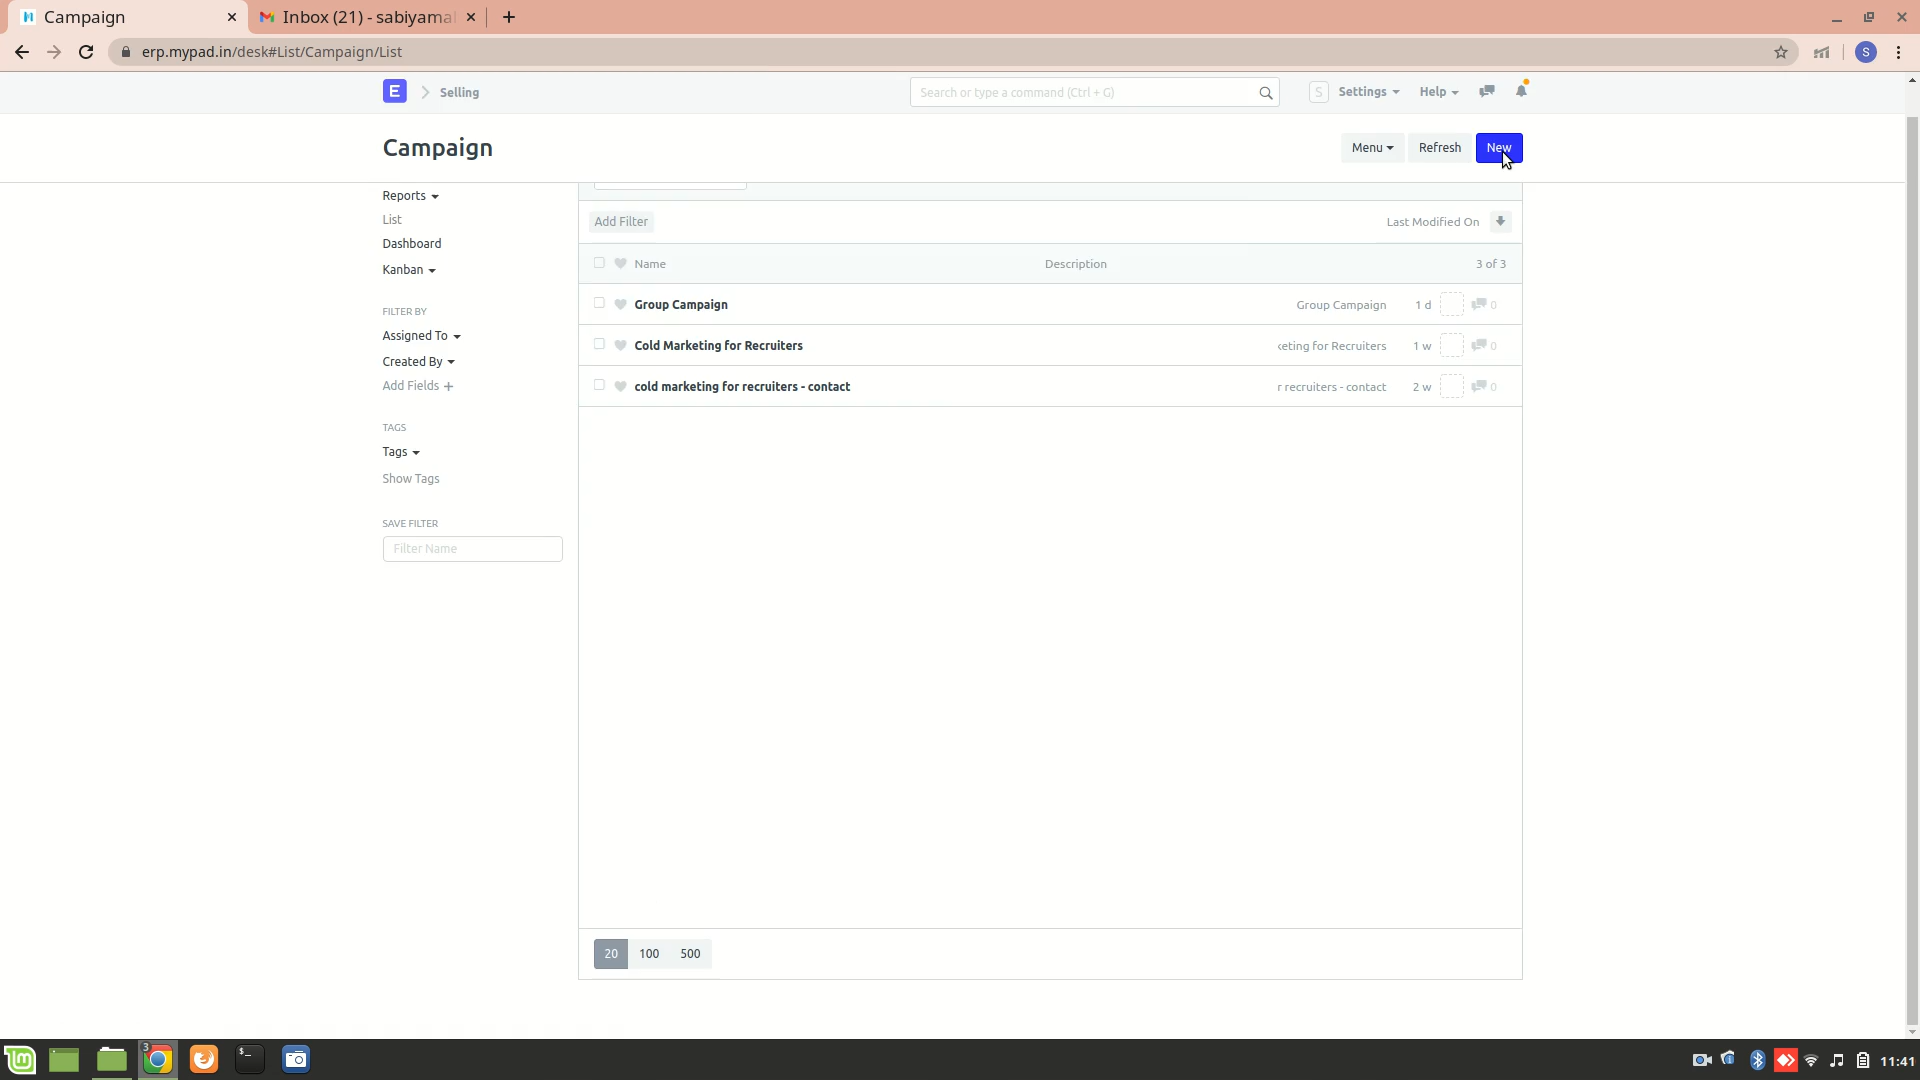 Campaign
Inbox (21) - sabiyamal
erp.mypad.in/desk#List/Campaign/List
S
E
Selling
Search or type a command (Ctrl + G)
S
Settings
Help
Campaign
Menu
Refresh
New
Reports
List
Dashboard
Kanban
FILTER BY
Assigned To
Created By
Add Fields +
TAGS
Tags
Show Tags
SAVE FILTER
Filter Name
Add Filter
Last Modified On
Name
Description
3 of 3
Group Campaign
Group Campaign
1 d
0
Cold Marketing for Recruiters
keting for Recruiters
1 w
0
cold marketing for recruiters - contact
r recruiters - contact
2 w
0
20
100
500
3
11:41